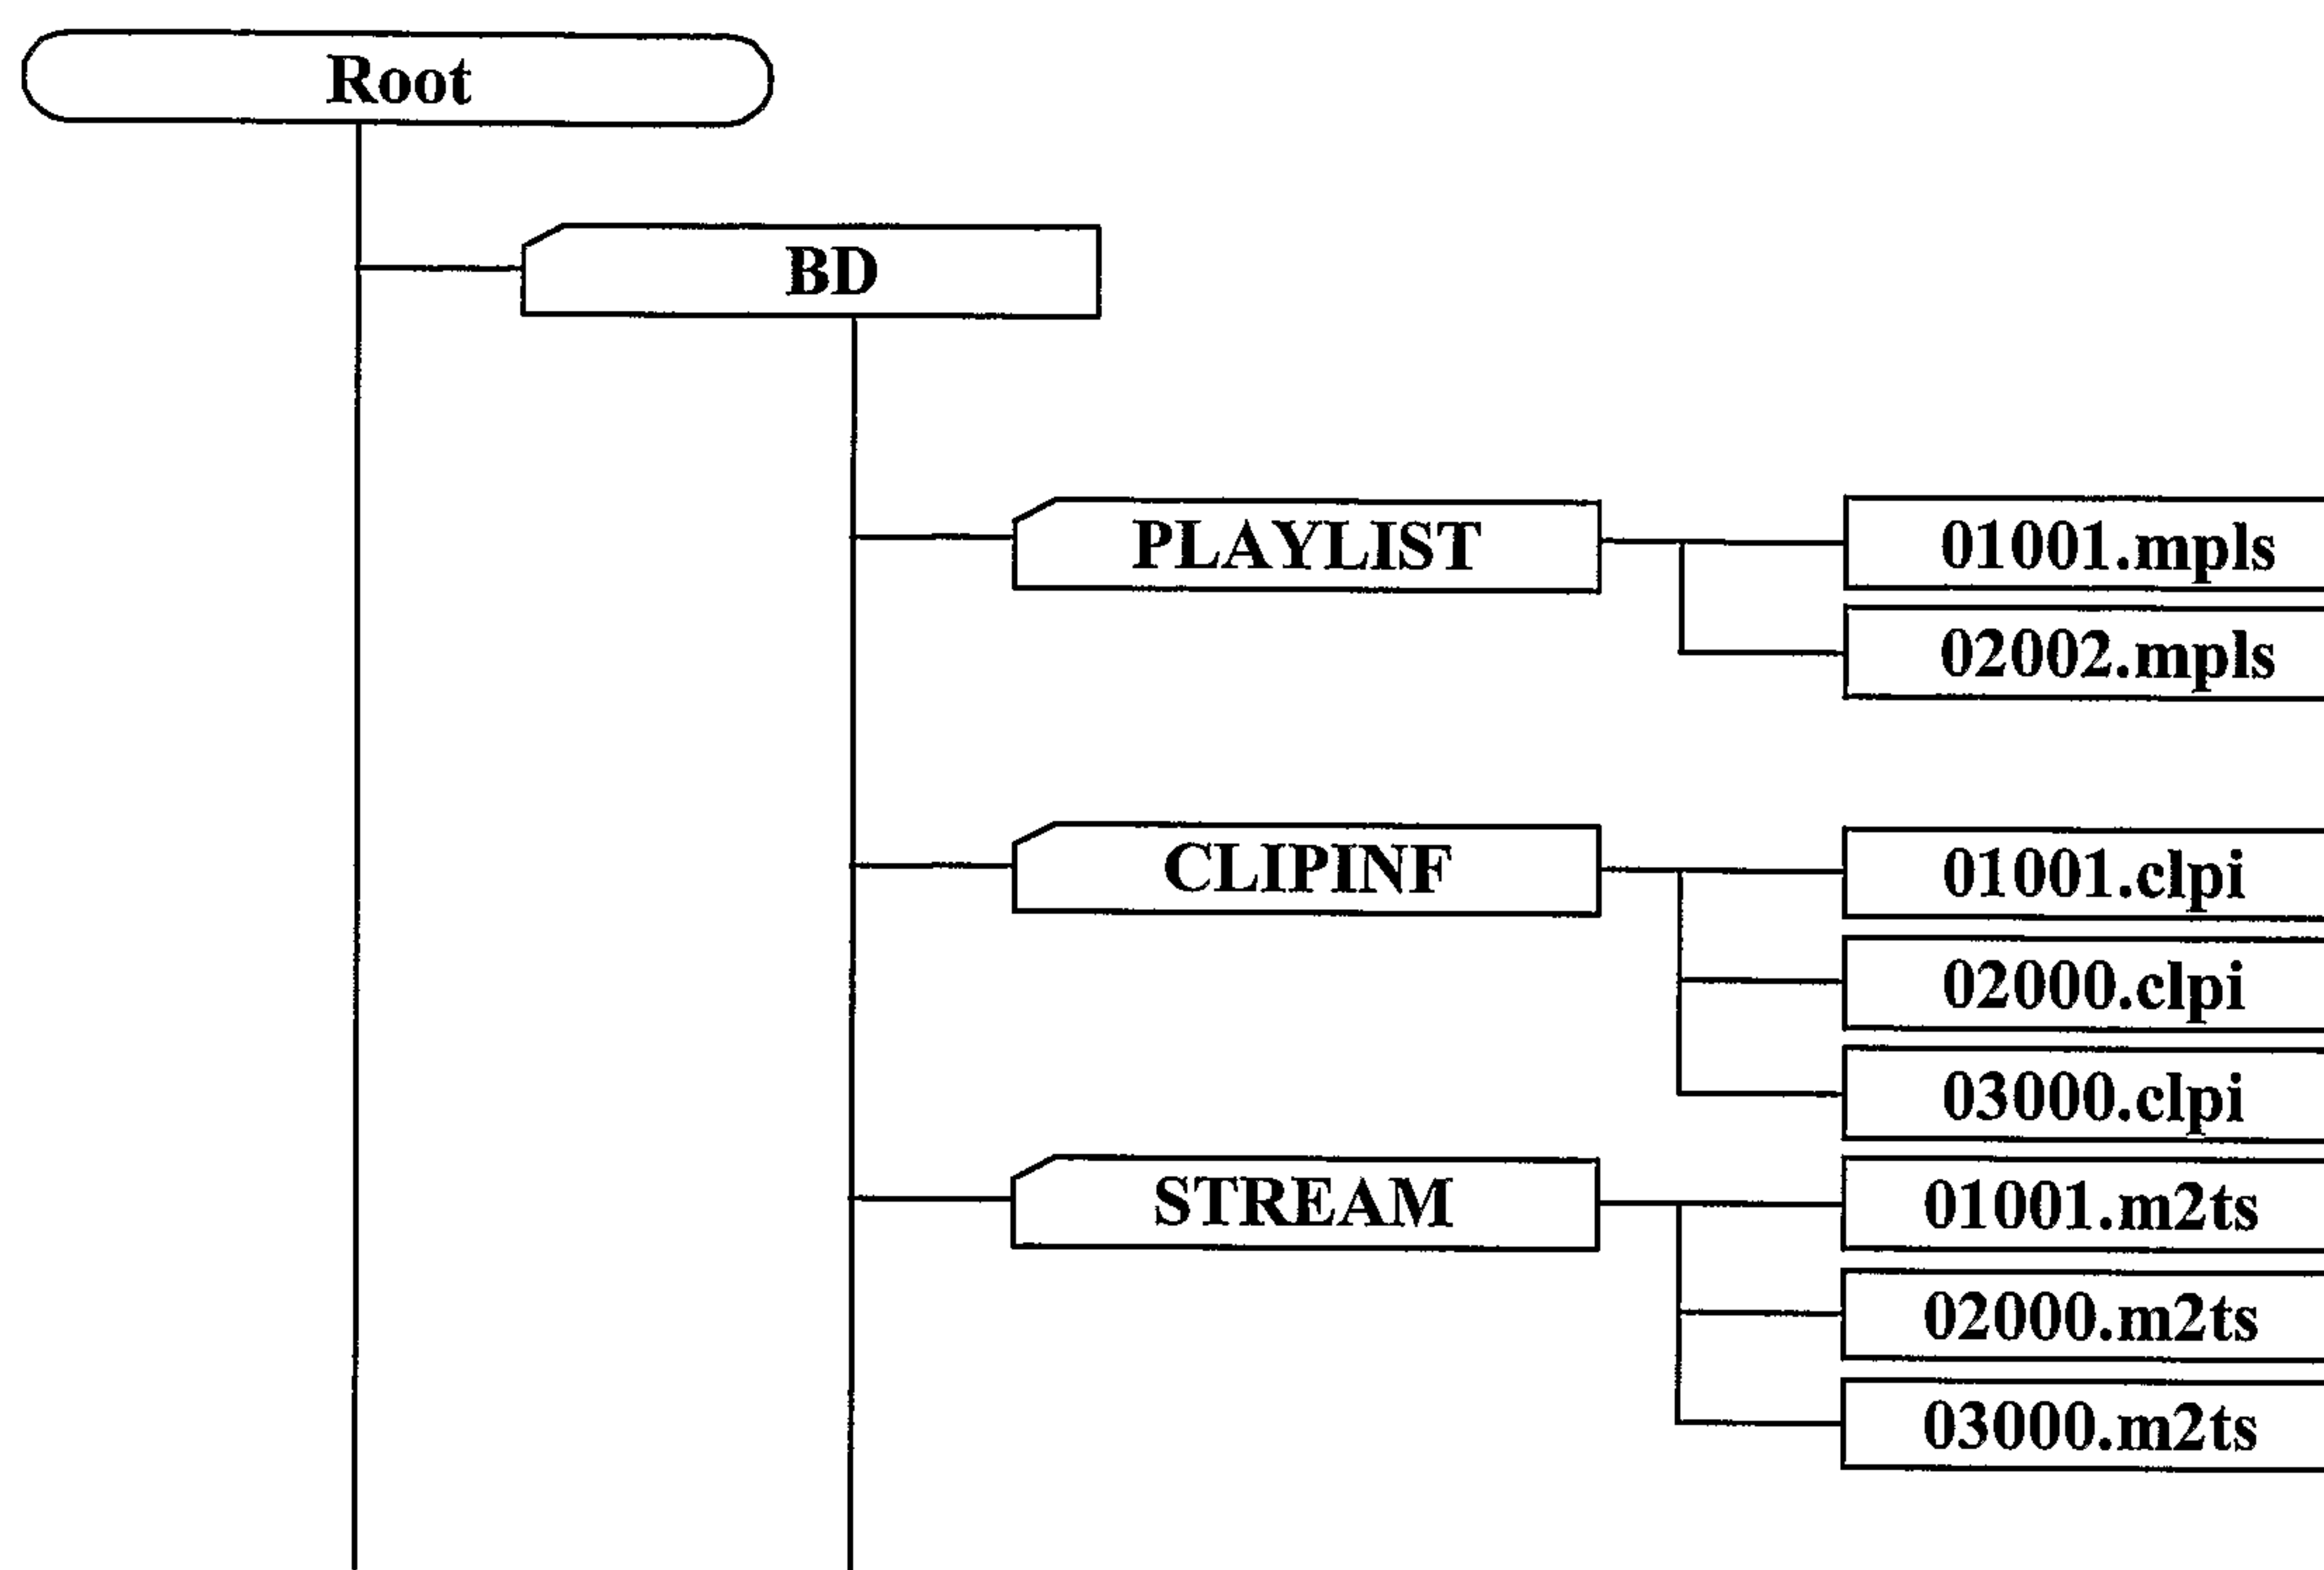 Root
BD
PLAYLIST
01001.mpls
02002.mpls
CLIPINF
01001.clpi
02000.clpi
03000.clpi
STREAM
01001.m2ts
02000.m2ts
03000.m2ts